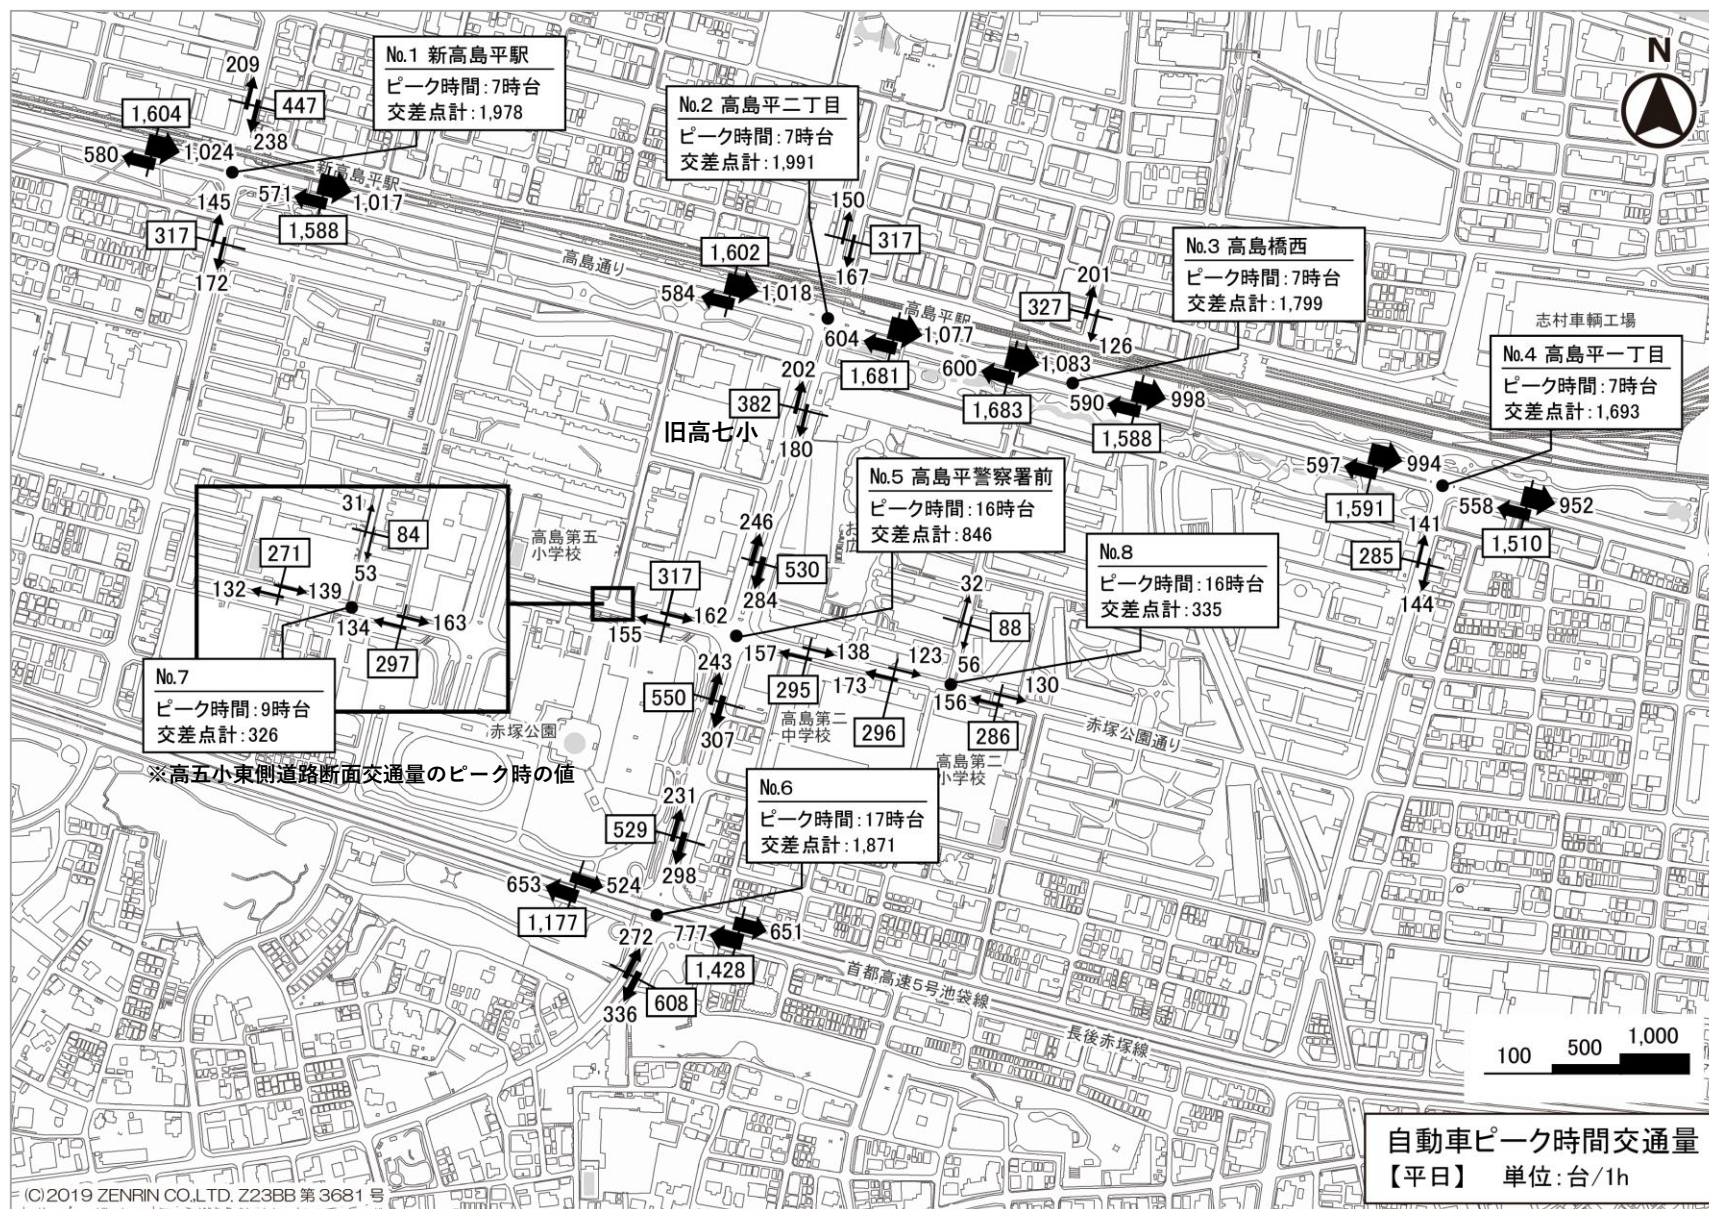 N
209
No.1 新高島平駅
ピーク時間:7時台
交差点計:1,978
1,604
447
238
580
1,024
新高島平駅
145
571
1,017
317
1,588
172
No.2 高島平二丁目
ピーク時間:7時台
交差点計:1,991
150
317
167
高島通り
1,602
584
1,018
高島平駅
604
1,077
1,681
No.3 高島橋西
ピーク時間:7時台
交差点計:1,799
201
327
126
600
1,083
1,683
590
998
1,588
志村車輌工場
No.4 高島平一丁目
ピーク時間:7時台
交差点計:1,693
597
994
1,591
558
952
1,510
141
285
144
202
382
180
旧高七小
No.5 高島平警察署前
ピーク時間:16時台
交差点計:846
246
530
284
高島第五
小学校
317
162
155
31
84
53
271
132
139
134
163
297
No.7
ピーク時間:9時台
交差点計:326
※高五小東側道路断面交通量のピーク時の値
赤塚公園
243
550
307
157
138
295
高島第二
中学校
123
173
296
No.8
ピーク時間:16時台
交差点計:335
32
88
56
130
156
286
高島第二
小学校
赤塚公園通り
No.6
ピーク時間:17時台
交差点計:1,871
231
529
298
653
524
1,177
777
651
1,428
272
608
336
首都高速5号池袋線
長後赤塚線
100
500
1,000
自動車ピーク時間交通量
【平日】 単位:台/1h
(C)2019 ZENRIN CO.,LTD. Z23BB 第 3681 号